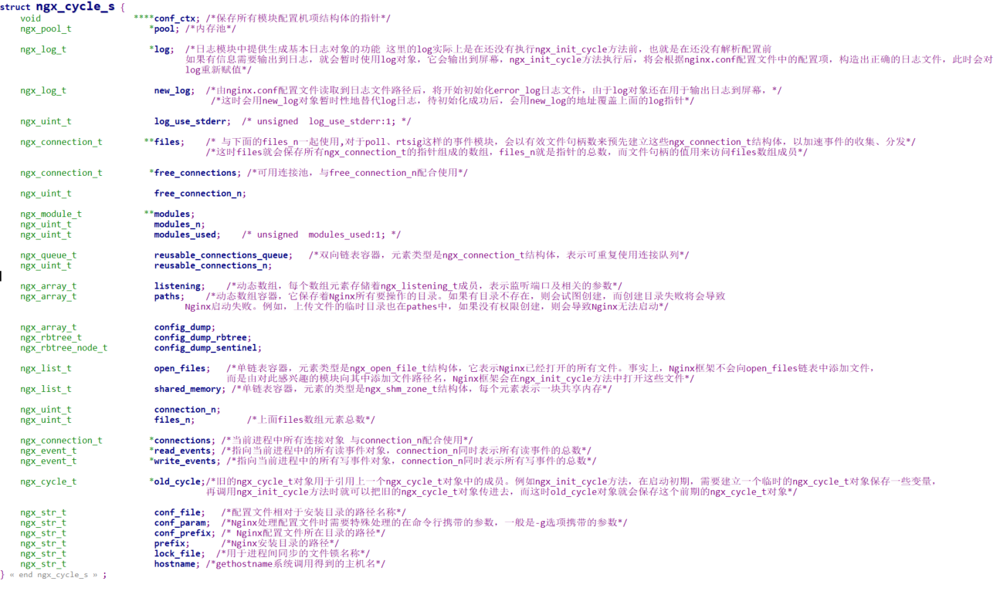 struct ngx_cycle_s {
void ****conf_ctx; /*保存所有模块配置机项结构体的指针*/
ngx_pool_t *pool; /*内存池*/
ngx_log_t *log; /*日志模块中提供生成基本日志对象的功能 这里的log实际上是在还没有执行ngx_init_cycle方法前，也就是在还没有解析配置前
如果有信息需要输出到日志，就会暂时使用log对象，它会输出到屏幕，ngx_init_cycle方法执行后，将会根据nginx.conf配置文件中的配置项，构造出正确的日志文件，此时会对
log重新赋值*/
ngx_log_t new_log; /*由nginx.conf配置文件读取到日志文件路径后，将开始初始化error_log日志文件，由于log对象还在用于输出日志到屏幕，*/
/*这时会用new_log对象暂时性地替代log日志，待初始化成功后，会用new_log的地址覆盖上面的log指针*/
ngx_uint_t log_use_stderr; /* unsigned log_use_stderr:1; */
ngx_connection_t **files; /* 与下面的files_n一起使用,对于poll、rtsig这样的事件模块，会以有效文件句柄数来预先建立这些ngx_connection_t结构体，以加速事件的收集、分发*/
/*这时files就会保存所有ngx_connection_t的指针组成的数组，files_n就是指针的总数，而文件句柄的值用来访问files数组成员*/
ngx_connection_t *free_connections; /*可用连接池，与free_connection_n配合使用*/
ngx_uint_t free_connection_n;
ngx_module_t **modules;
ngx_uint_t modules_n;
ngx_uint_t modules_used; /* unsigned modules_used:1; */
ngx_queue_t reusable_connections_queue; /*双向链表容器，元素类型是ngx_connection_t结构体，表示可重复使用连接队列*/
ngx_uint_t reusable_connections_n;
ngx_array_t listening; /*动态数组，每个数组元素存储着ngx_listening_t成员，表示监听端口及相关的参数*/
ngx_array_t paths; /*动态数组容器，它保存着Nginx所有要操作的目录。如果有目录不存在，则会试图创建，而创建目录失败将会导致
Nginx启动失败。例如，上传文件的临时目录也在pathes中，如果没有权限创建，则会导致Nginx无法启动*/
ngx_array_t config_dump;
ngx_rbtree_t config_dump_rbtree;
ngx_rbtree_node_t config_dump_sentinel;
ngx_list_t open_files; /*单链表容器，元素类型是ngx_open_file_t结构体，它表示Nginx已经打开的所有文件。事实上，Nginx框架不会向open_files链表中添加文件，
而是由对此感兴趣的模块向其中添加文件路径名，Nginx框架会在ngx_init_cycle方法中打开这些文件*/
ngx_list_t shared_memory; /*单链表容器，元素的类型是ngx_shm_zone_t结构体，每个元素表示一块共享内存*/
ngx_uint_t connection_n;
ngx_uint_t files_n; /*上面files数组元素总数*/
ngx_connection_t *connections; /*当前进程中所有连接对象 与connection_n配合使用*/
ngx_event_t *read_events; /*指向当前进程中的所有读事件对象，connection_n同时表示所有读事件的总数*/
ngx_event_t *write_events; /*指向当前进程中的所有写事件对象，connection_n同时表示所有写事件的总数*/
ngx_cycle_t *old_cycle;/*旧的ngx_cycle_t对象用于引用上一个ngx_cycle_t对象中的成员。例如ngx_init_cycle方法，在启动初期，需要建立一个临时的ngx_cycle_t对象保存一些变量，
再调用ngx_init_cycle方法时就可以把旧的ngx_cycle_t对象传进去，而这时old_cycle对象就会保存这个前期的ngx_cycle_t对象*/
ngx_str_t conf_file; /*配置文件相对于安装目录的路径名称*/
ngx_str_t conf_param; /*Nginx处理配置文件时需要特殊处理的在命令行携带的参数，一般是-g选项携带的参数*/
ngx_str_t conf_prefix; /* Nginx配置文件所在目录的路径*/
ngx_str_t prefix; /*Nginx安装目录的路径*/
ngx_str_t lock_file; /*用于进程间同步的文件锁名称*/
ngx_str_t hostname; /*gethostname系统调用得到的主机名*/
} « end ngx_cycle_s » ;